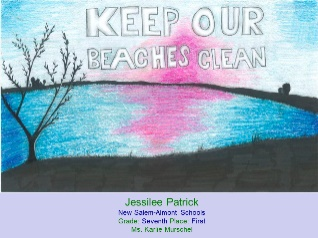 KEEP OUR
BEACHES CLEAN
Jessilee Patrick
New Salem-Almont Schools
Grade: Seventh Place: First
Ms. Karlie Murschel